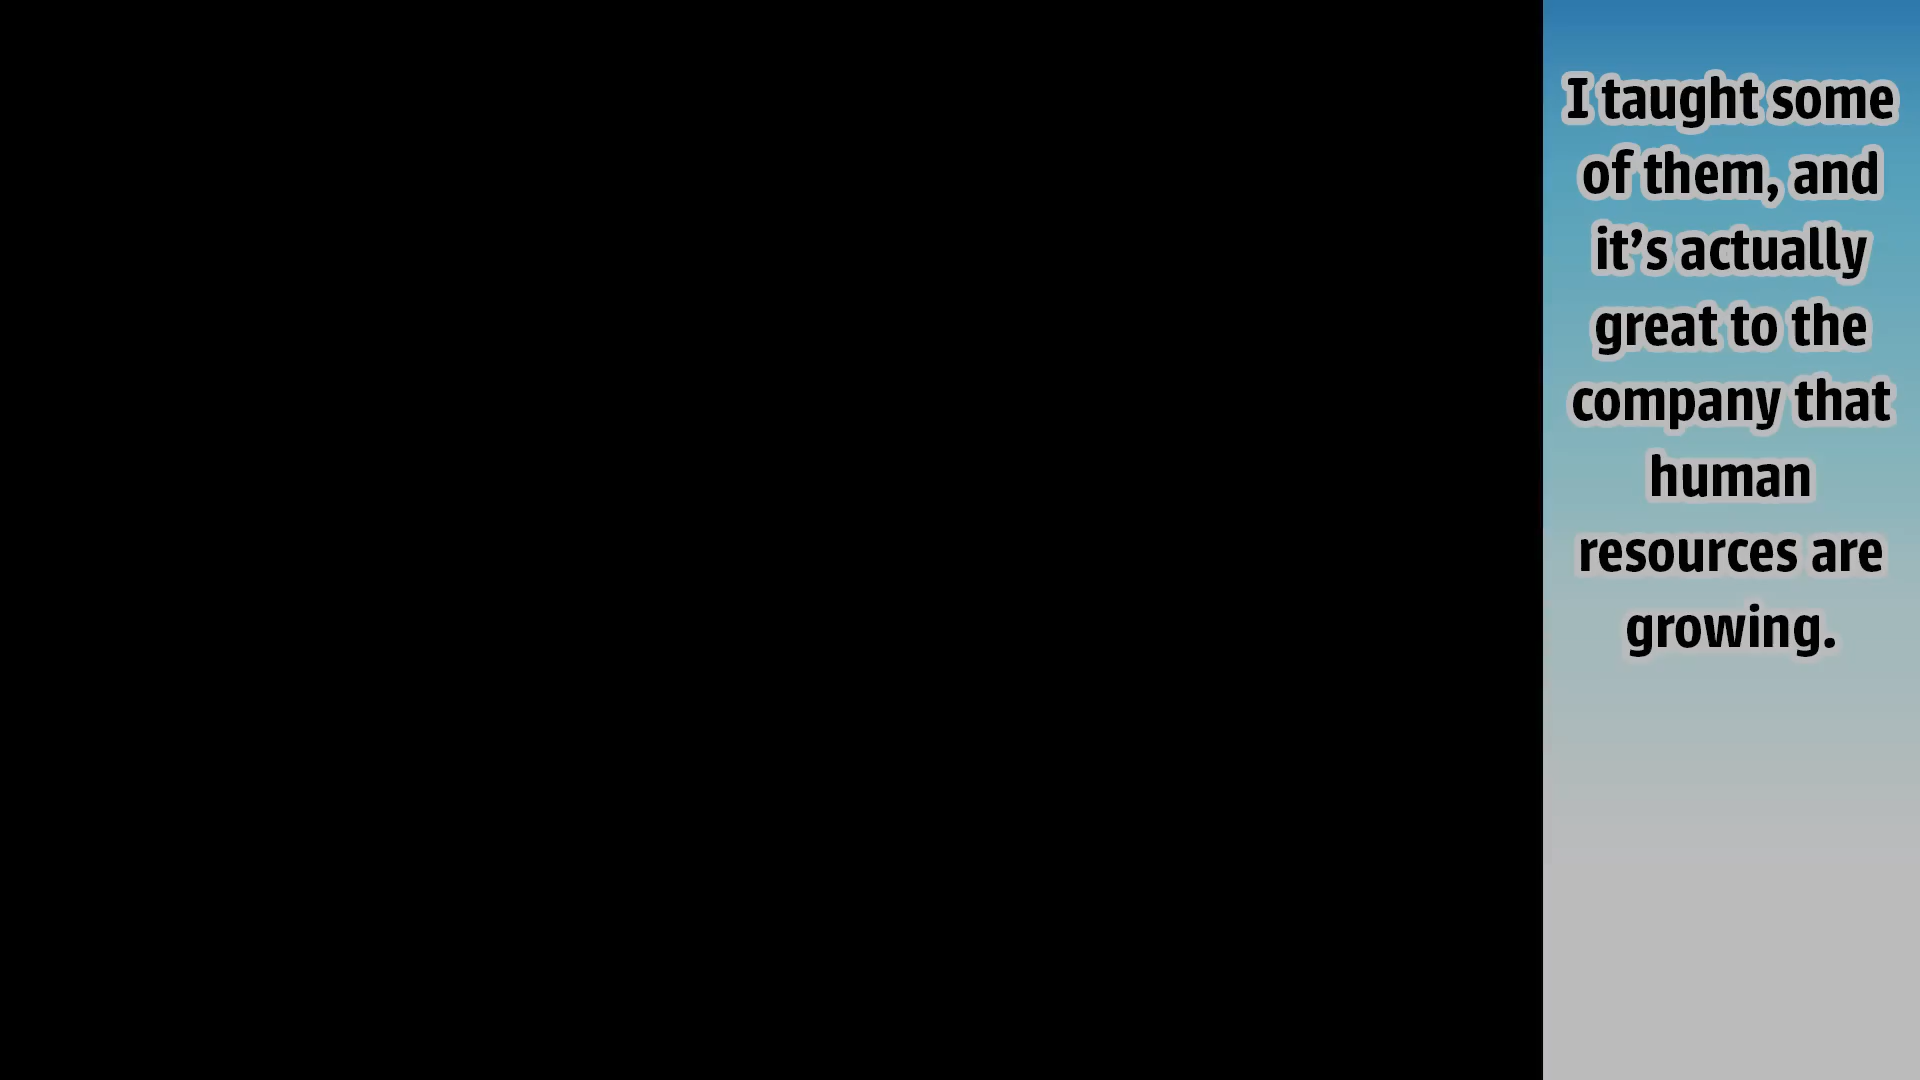 I taught some
of them, and
it’s actually
great to the
company that
human
resources are
growing.